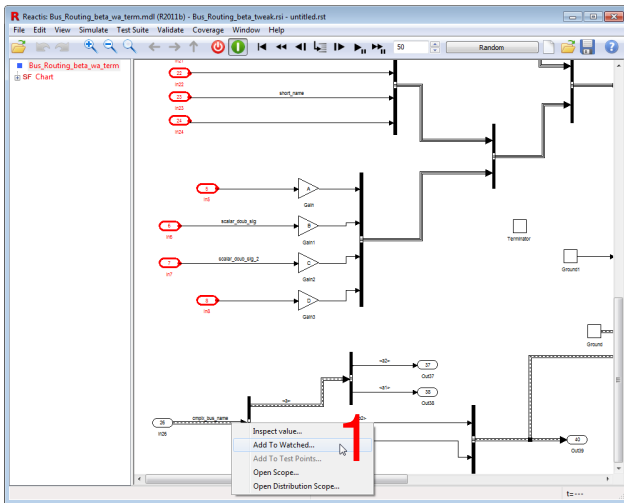 Reactis: Bus_Routing_beta_wa_term.mdl (R2011b) - Bus_Routing_beta_tweak.rsi - untitled.rst
File Edit View Simulate Test Suite Validate Coverage Window Help
50
Random
Bus_Routing_beta_wa_term
SF Chart
In21
22
In22
23
short_name
In23
24
In24
5
In5
A
Gain
6
scalar_doub_sig
In6
B
Gain1
7
scalar_doub_sig_2
In7
C
Gain2
8
In8
D
Gain3
Terminator
Ground1
Ground
<a0>
37
Out37
<a1>
38
Out38
26
cmplx_bus_name
In26
40
Out39
1
Inspect value...
Add To Watched...
Add To Test Points...
Open Scope...
Open Distribution Scope...
t=---